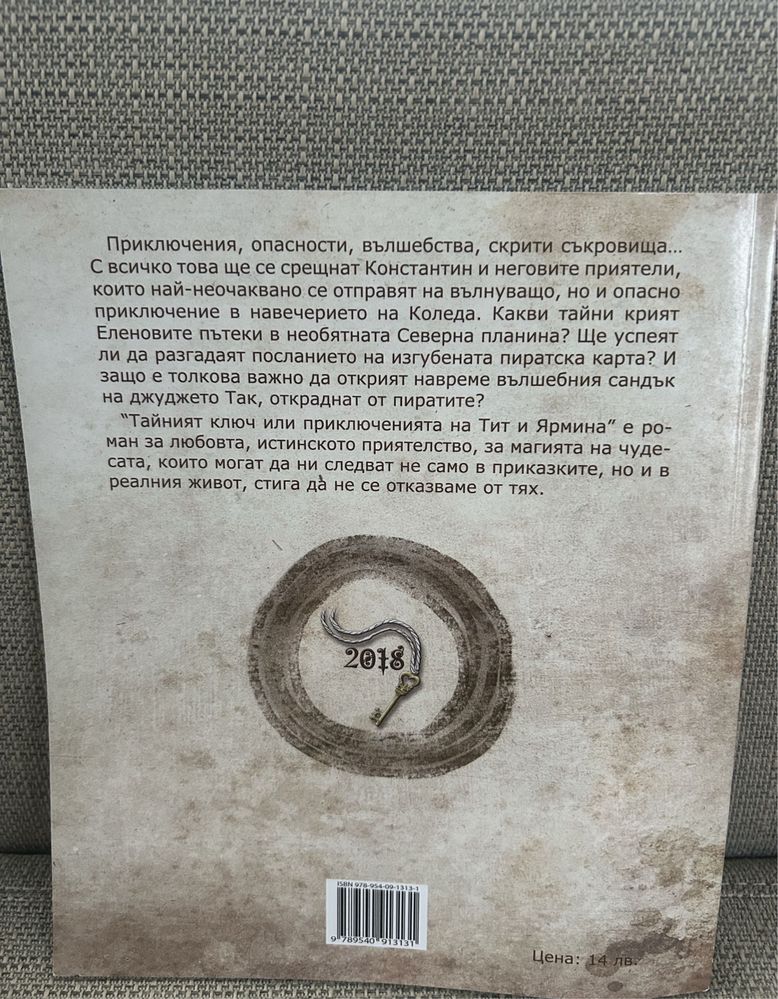 Приключения, опасности, вълшебства, скрити съкровища...
С всичко това ще се срещнат Константин и неговите приятели,
които най-неочаквано се отправят на вълнуващо, но и опасно
приключение в навечерието на Коледа. Какви тайни крият
Еленовите пътеки в необятната Северна планина? Ще успеят
ли да разгадаят посланието на изгубената пиратска карта? И
защо е толкова важно да открият навреме вълшебния сандък
на джуджето Так, откраднат от пиратите?
“Тайният ключ или приключенията на Тит и Ярмина” е ро-
ман за любовта, истинското приятелство, за магията на чуде-
сата, които могат да ни следват не само в приказките, но и в
реалния живот, стига да не се отказваме от тях.
2018
ISBN 978-954-09-1313-1
9 789540 913131
Цена: 14 лв.